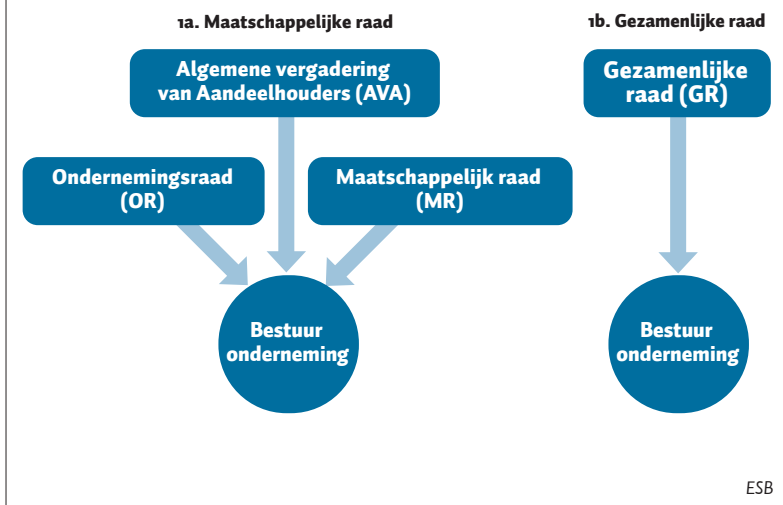 1a. Maatschappelijke raad
Algemene vergadering
van Aandeelhouders (AVA)
Ondernemingsraad
(OR)
Maatschappelijk raad
(MR)
Bestuur
onderneming
1b. Gezamenlijke raad
Gezamenlijke
raad (GR)
Bestuur
onderneming
ESB